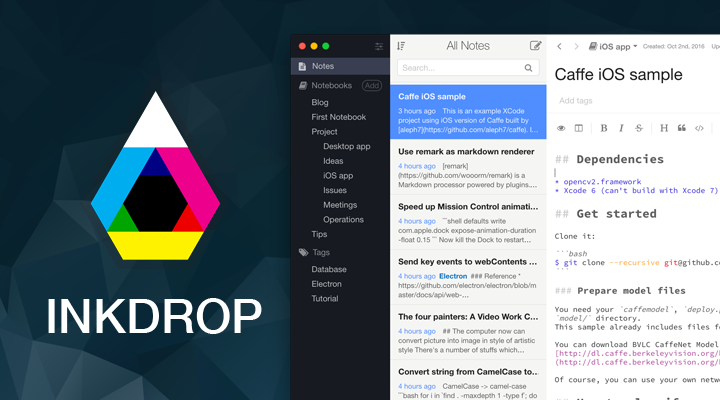 INKDROP
Notes
Notebooks Add
Blog
First Notebook
Project
Desktop app
Ideas
iOS app
Issues
Meetings
Operations
Tips
Tags
Database
Electron
Tutorial
All Notes
Search...
Caffe iOS sample
3 hours ago This is an example XCode
project using iOS version of Caffe built by
[aleph7](https://github.com/aleph7/caffe). I...
Use remark as markdown renderer
4 hours ago [remark]
(https://github.com/wooorm/remark) is a
Markdown processor powered by plugins....
Speed up Mission Control animati...
4 hours ago ```shell defaults write
com.apple.dock expose-animation-duration
-float 0.15 ``` Now kill the Dock to restart...
Send key events to webContents ...
4 hours ago Electron ### Reference *
https://github.com/electron/electron/blob/m
aster/docs/api/web-...
The four painters: A Video Work C...
4 hours ago ## The computer now can
convert picture into image in style of artistic
style There's a number of stuffs which...
Convert string from CamelCase to...
4 hours ago CamelCase -> camel-case
```bash for i in `find . -maxdepth 1 -type f`; do
iOS app Created: Oct 2nd, 2016 Upd
Caffe iOS sample
Add tags
B I S H </>
## Dependencies
* opencv2.framework
* Xcode 6 (can't build with Xcode 7)
## Get started
Clone it:
```bash
$ git clone --recursive git@github.co
```
### Prepare model files
You need your `caffemodel`, `deploy.
`model/` directory.
This sample already includes files f
You can download BVLC CaffeNet Model
[http://dl.caffe.berkeleyvision.org/
(http://dl.caffe.berkeleyvision.org/
Of course, you can use your own netw